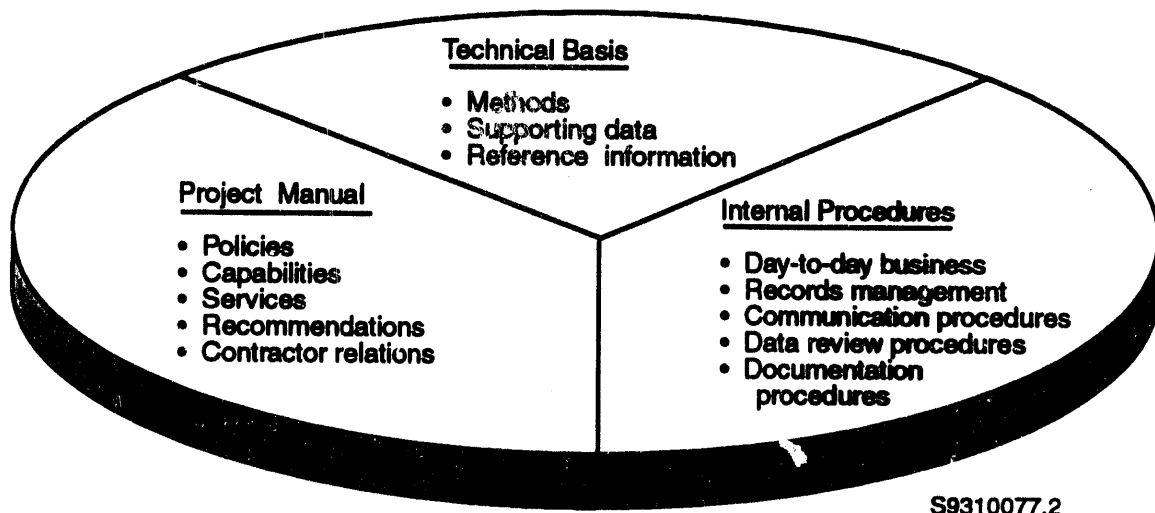 Technical Basis
• Methods
• Supporting data
• Reference information
Project Manual
• Policies
• Capabilities
• Services
• Recommendations
• Contractor relations
Internal Procedures
• Day-to-day business
• Records management
• Communication procedures
• Data review procedures
• Documentation
procedures
S9310077.2